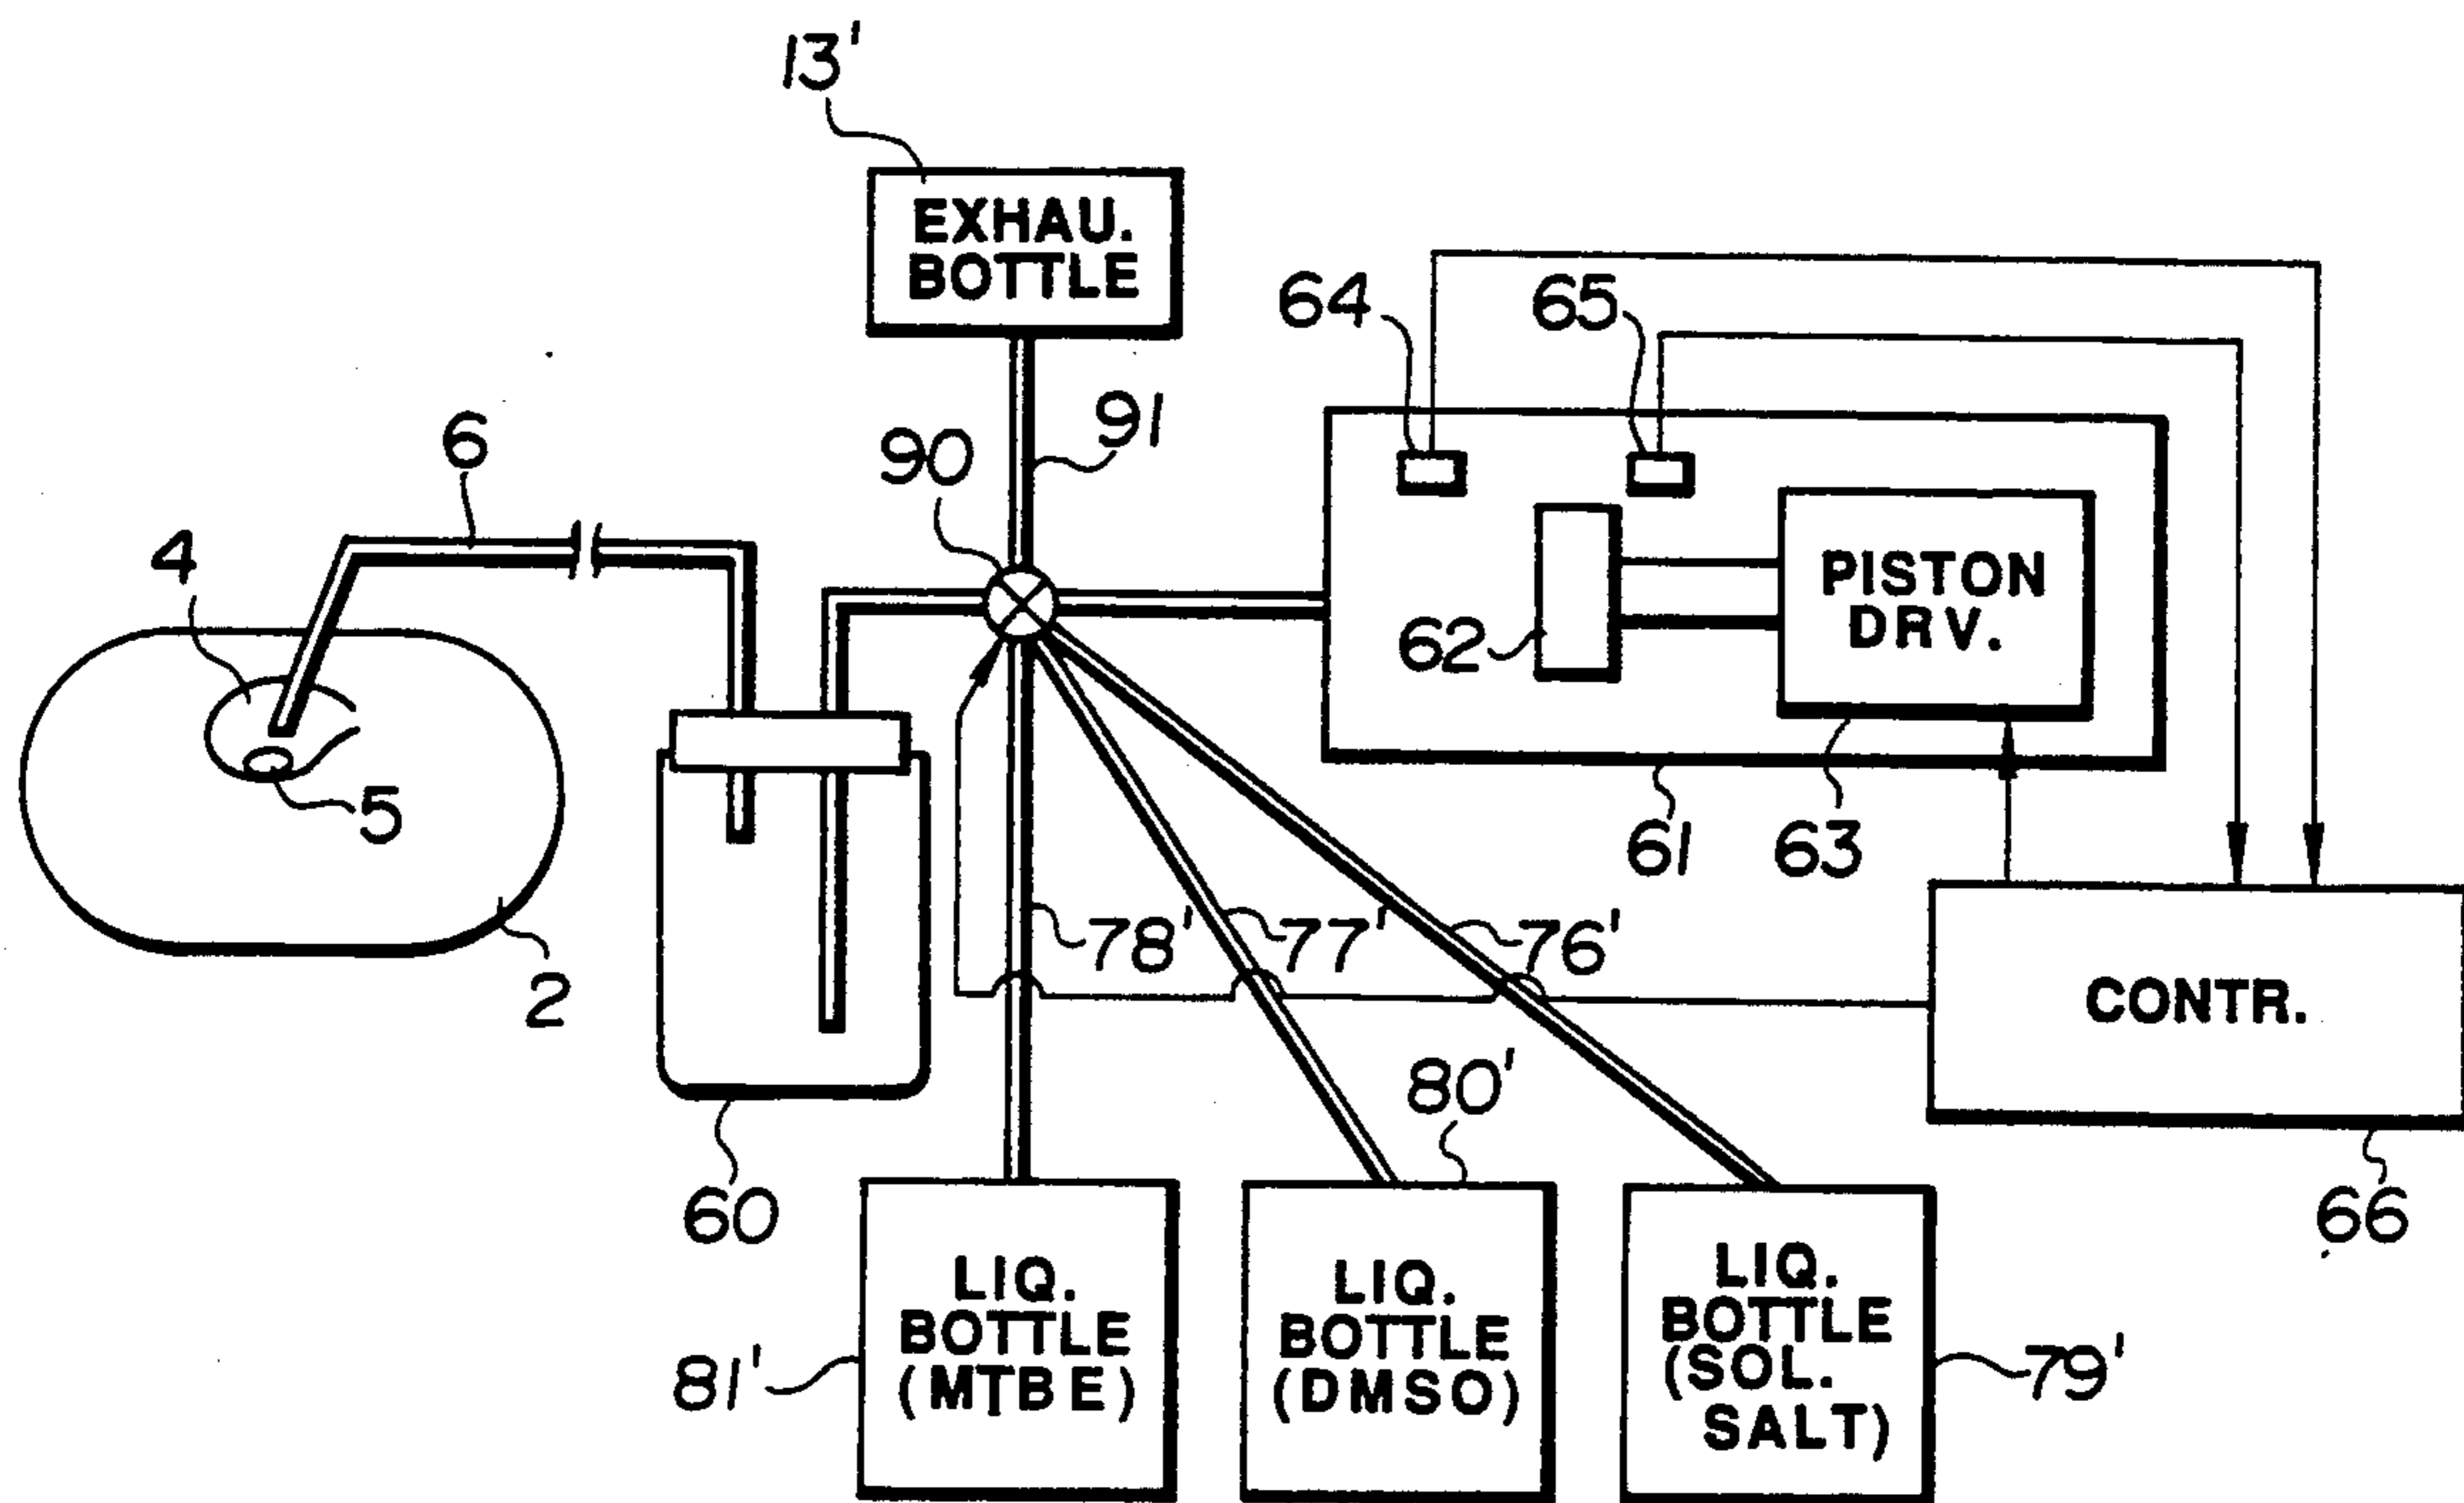 13'
EXHAU.
BOTTLE
64
65
91
90
6
4
PISTON
DRV.
62
5
61
63
78'
77'
76'
2
CONTR.
80'
60
66
LIQ.
BOTTLE
(MTBE)
LIQ.
BOTTLE
(DMSO)
LIQ.
BOTTLE
(SOL.
SALT)
81'
79'